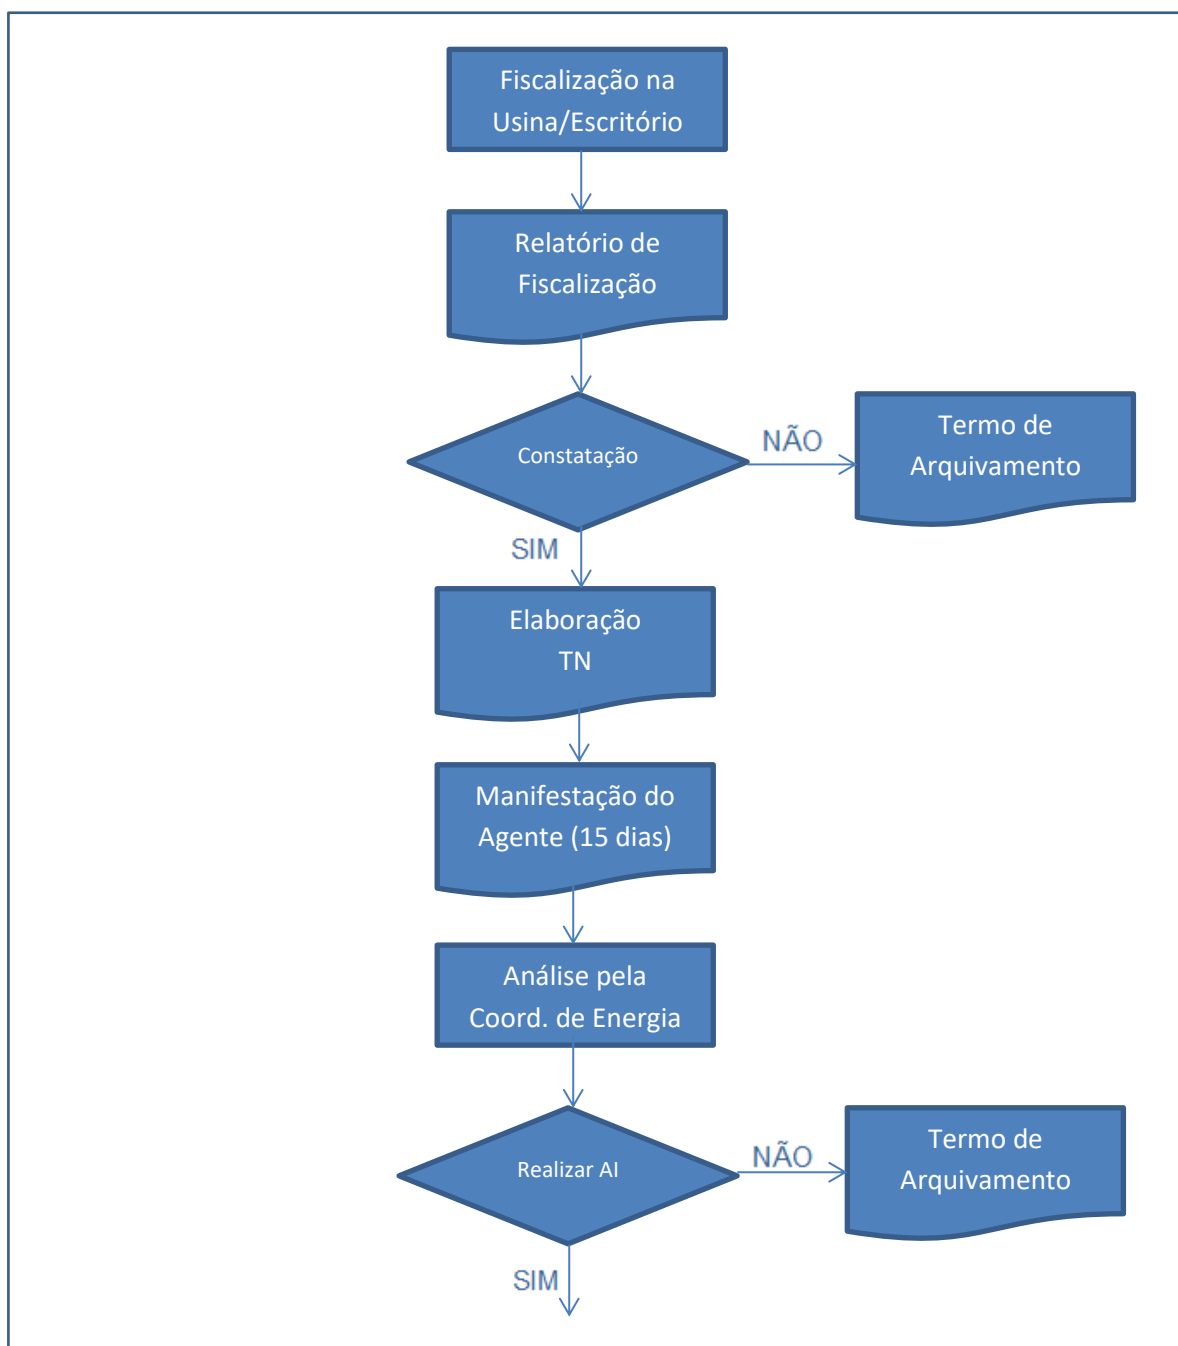 Fiscalização na
Usina/Escritório
Relatório de
Fiscalização
Constatação
NÃO
Termo de
Arquivamento
SIM
Elaboração
TN
Manifestação do
Agente (15 dias)
Análise pela
Coord. de Energia
Realizar AI
NÃO
Termo de
Arquivamento
SIM